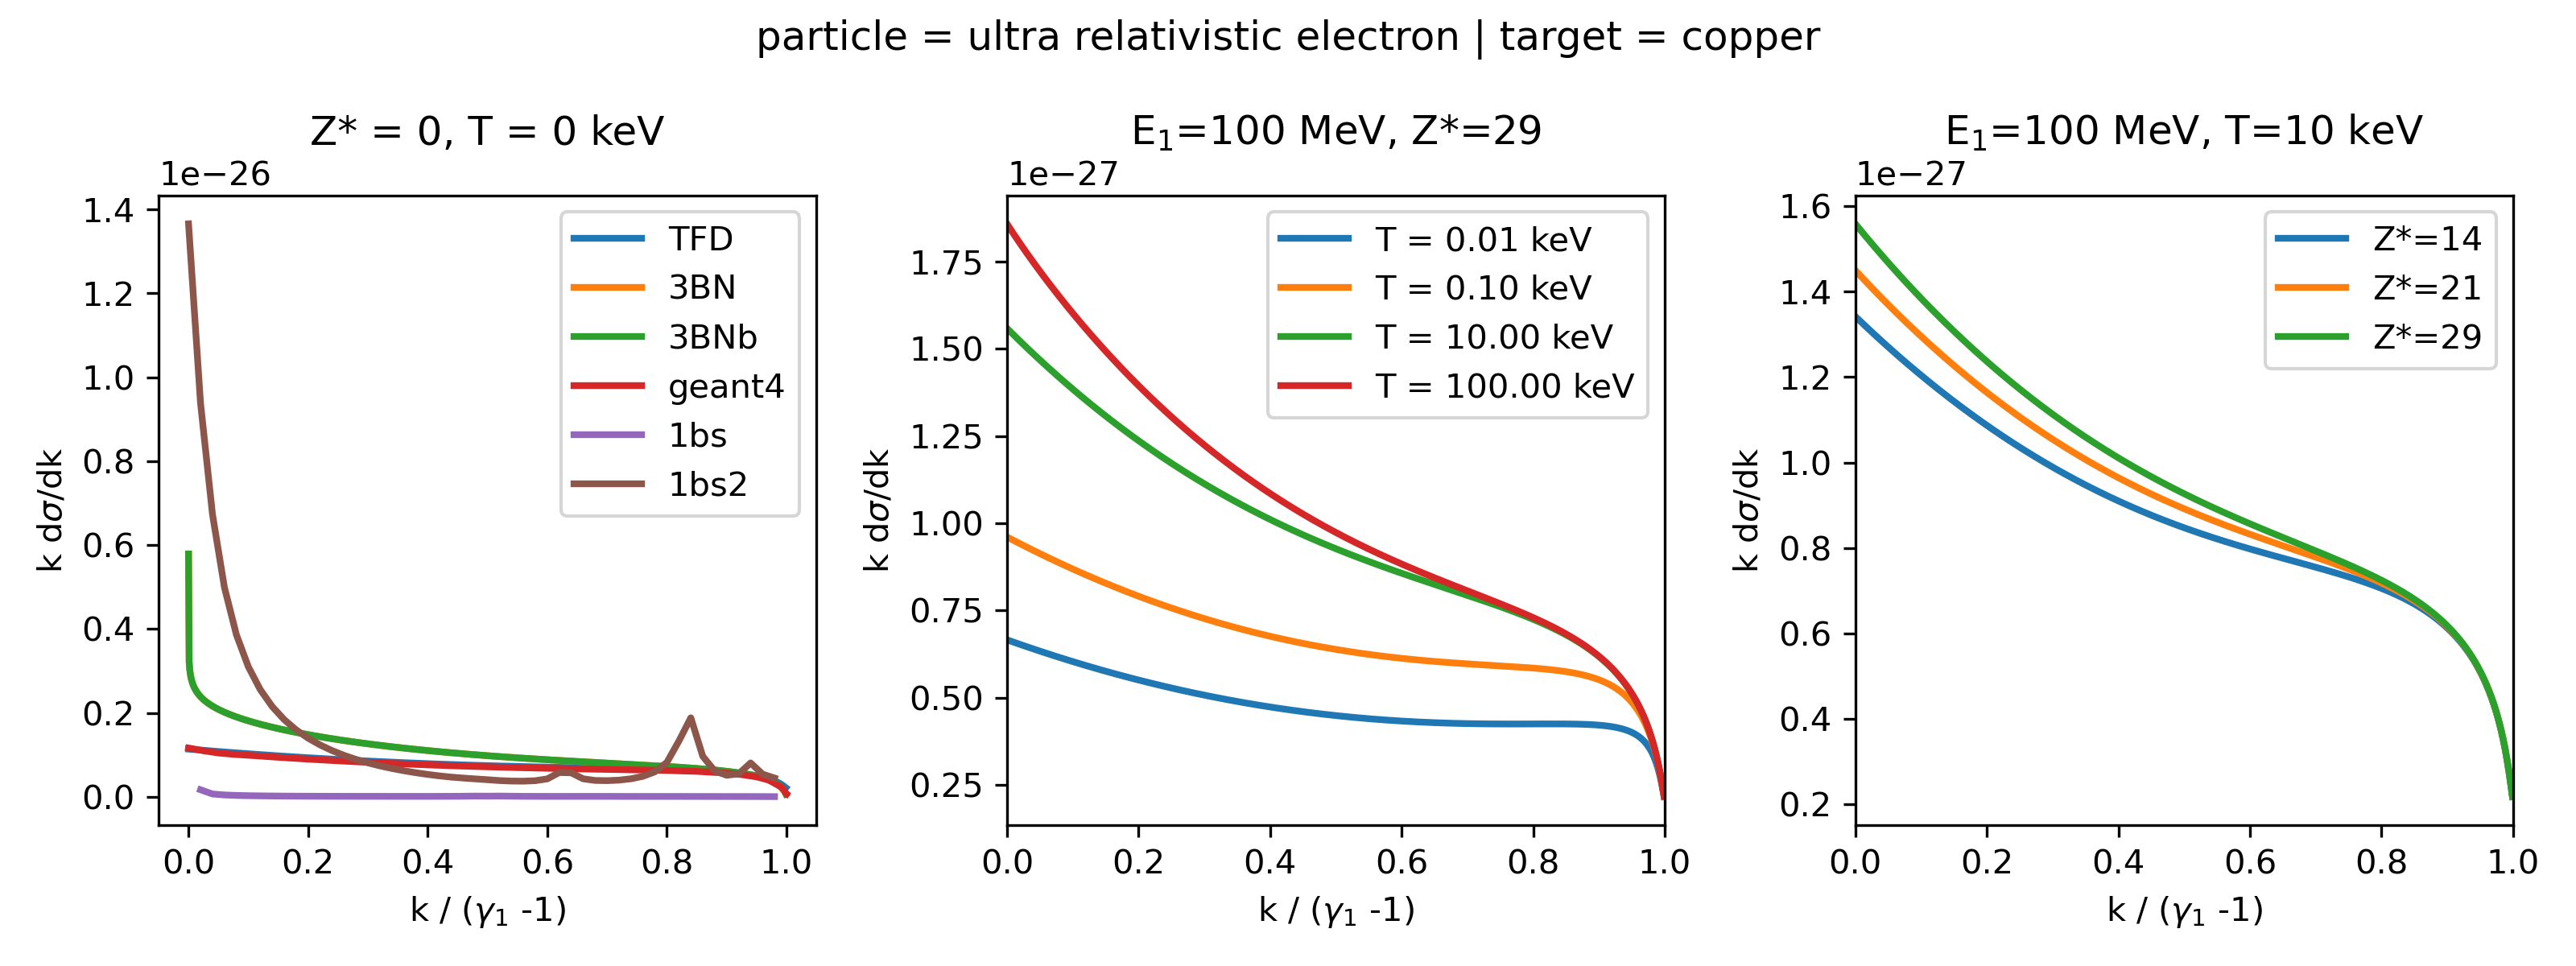 particle = ultra relativistic electron | target = copper
Z* = 0, T = 0 keV
1e−26
1.4
1.2
1.0
0.8
0.6
0.4
0.2
0.0
k dσ/dk
TFD
3BN
3BNb
geant4
1bs
1bs2
0.0 0.2 0.4 0.6 0.8 1.0
k / (γ₁ -1)
E₁=100 MeV, Z*=29
1e−27
1.75
1.50
1.25
1.00
0.75
0.50
0.25
k dσ/dk
T = 0.01 keV
T = 0.10 keV
T = 10.00 keV
T = 100.00 keV
0.0 0.2 0.4 0.6 0.8 1.0
k / (γ₁ -1)
E₁=100 MeV, T=10 keV
1e−27
1.6
1.4
1.2
1.0
0.8
0.6
0.4
0.2
k dσ/dk
Z*=14
Z*=21
Z*=29
0.0 0.2 0.4 0.6 0.8 1.0
k / (γ₁ -1)